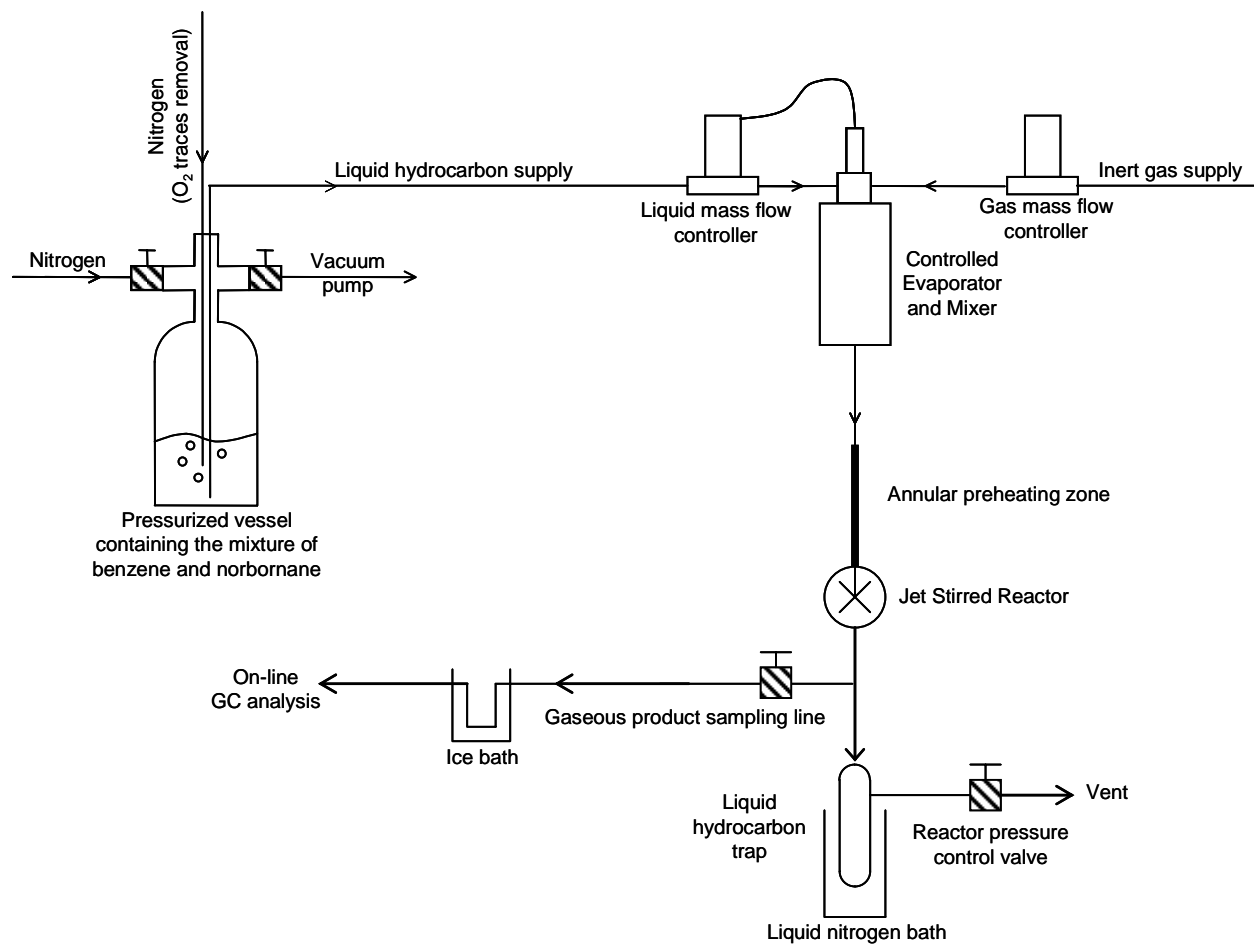 Nitrogen
(O2 traces removal)
Liquid hydrocarbon supply
Inert gas supply
Liquid mass flow
controller
Gas mass flow
controller
Nitrogen
Vacuum
pump
Controlled
Evaporator
and Mixer
Annular preheating zone
Pressurized vessel
containing the mixture of
benzene and norbornane
Jet Stirred Reactor
On-line
GC analysis
Gaseous product sampling line
Ice bath
Liquid
hydrocarbon
trap
Vent
Reactor pressure
control valve
Liquid nitrogen bath